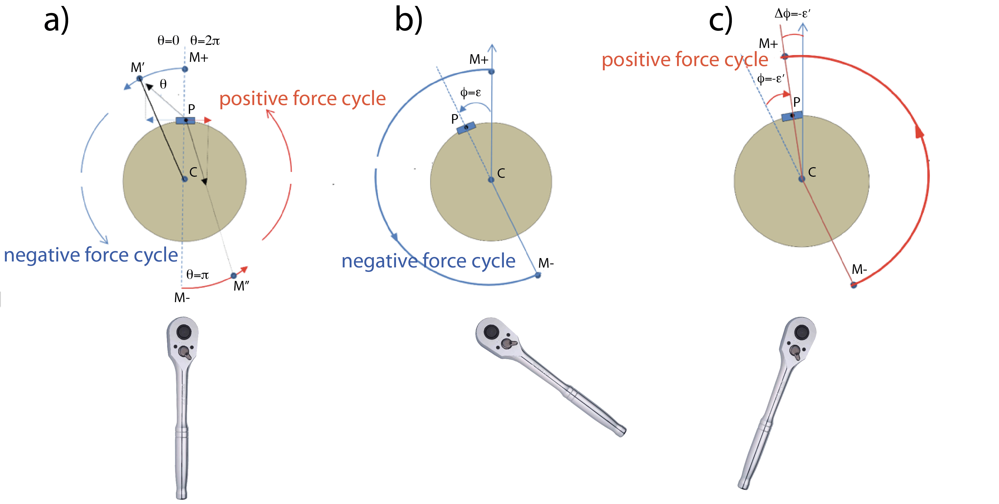 a)
θ=0 θ=2π
M+
M′
θ
P
positive force cycle
C
negative force cycle
θ=π
M″
M-
b)
M+
ϕ=ε
P
C
negative force cycle
M-
c)
Δϕ=-ε′
M+
positive force cycle
ϕ=-ε′
P
C
M-